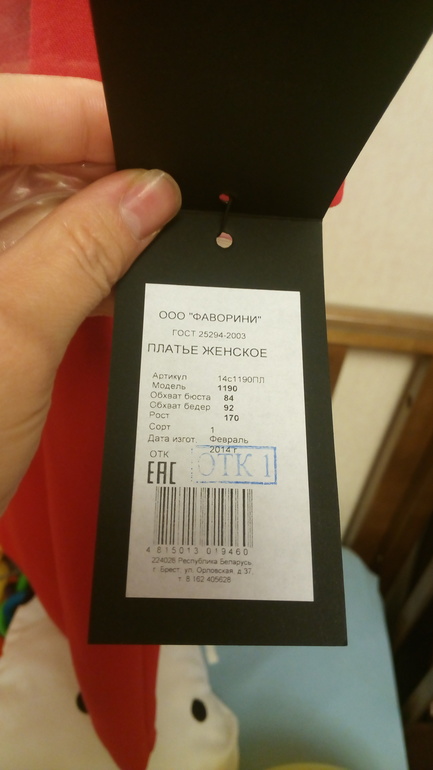 ООО "ФАВОРИНИ"
ГОСТ 25294-2003
ПЛАТЬЕ ЖЕНСКОЕ
Артикул 14с1190ПЛ
Модель 1190
Обхват бюста 84
Обхват бедер 92
Рост 170
Сорт 1
Дата изгот. Февраль
2014 г
ОТК ОТК 1
ЕАС
4 815013 019460
224028 Республика Беларусь
г. Брест, ул. Орловская, д 37,
т. 8 162 405628